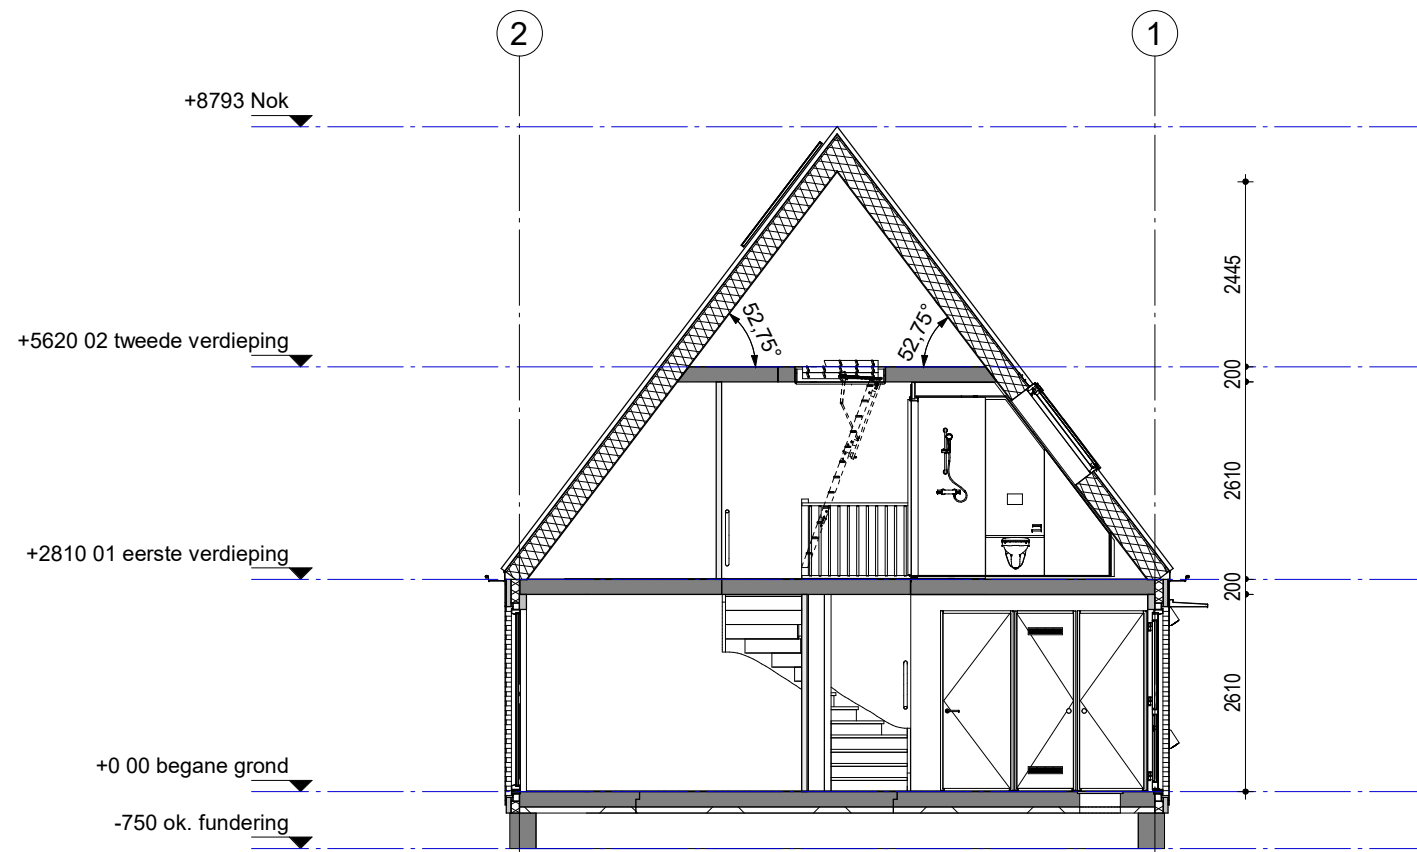 2
1
+8793 Nok
2445
52,75°
52,75°
+5620 02 tweede verdieping
200
2610
+2810 01 eerste verdieping
200
2610
+0 00 begane grond
-750 ok. fundering